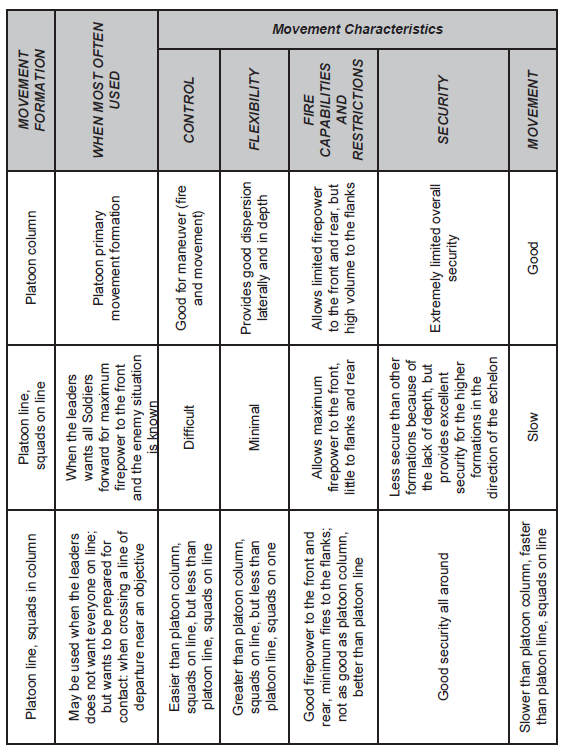 Movement Characteristics
MOVEMENT
FORMATION
WHEN MOST OFTEN
USED
CONTROL
FLEXIBILITY
FIRE
CAPABILITIES
AND
RESTRICTIONS
SECURITY
MOVEMENT
Platoon column
Platoon primary
movement formation
Good for maneuver (fire
and movement)
Provides good dispersion
laterally and in depth
Allows limited firepower
to the front and rear, but
high volume to the flanks
Extremely limited overall
security
Good
Platoon line,
squads on line
When the leaders
wants all Soldiers
forward for maximum
firepower to the front
and the enemy situation
is known
Difficult
Minimal
Allows maximum
firepower to the front,
little to flanks and rear
Less secure than other
formations because of
the lack of depth, but
provides excellent
security for the higher
formations in the
direction of the echelon
Slow
Platoon line, squads in column
May be used when the leaders
does not want everyone on line;
but wants to be prepared for
contact: when crossing a line of
departure near an objective
Easier than platoon column,
squads on line, but less than
platoon line, squads on line
Greater than platoon column,
squads on line, but less than
platoon line, squads on one
Good firepower to the front and
rear, minimum fires to the flanks;
not as good as platoon column,
better than platoon line
Good security all around
Slower than platoon column, faster
than platoon line, squads on line